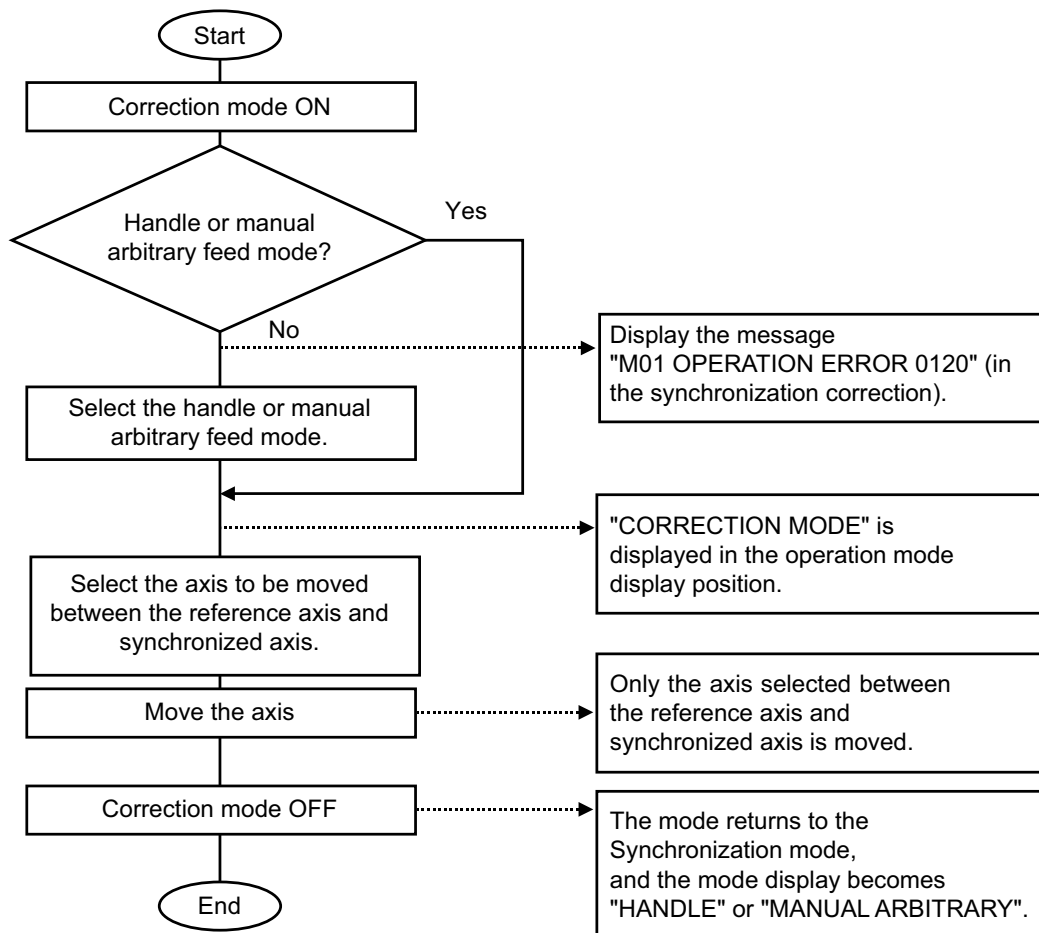 Start
Correction mode ON
Handle or manual
arbitrary feed mode?
Yes
No
Display the message
"M01 OPERATION ERROR 0120" (in
the synchronization correction).
Select the handle or manual
arbitrary feed mode.
"CORRECTION MODE" is
displayed in the operation mode
display position.
Select the axis to be moved
between the reference axis and
synchronized axis.
Move the axis
Only the axis selected between
the reference axis and
synchronized axis is moved.
Correction mode OFF
The mode returns to the
Synchronization mode,
and the mode display becomes
"HANDLE" or "MANUAL ARBITRARY".
End